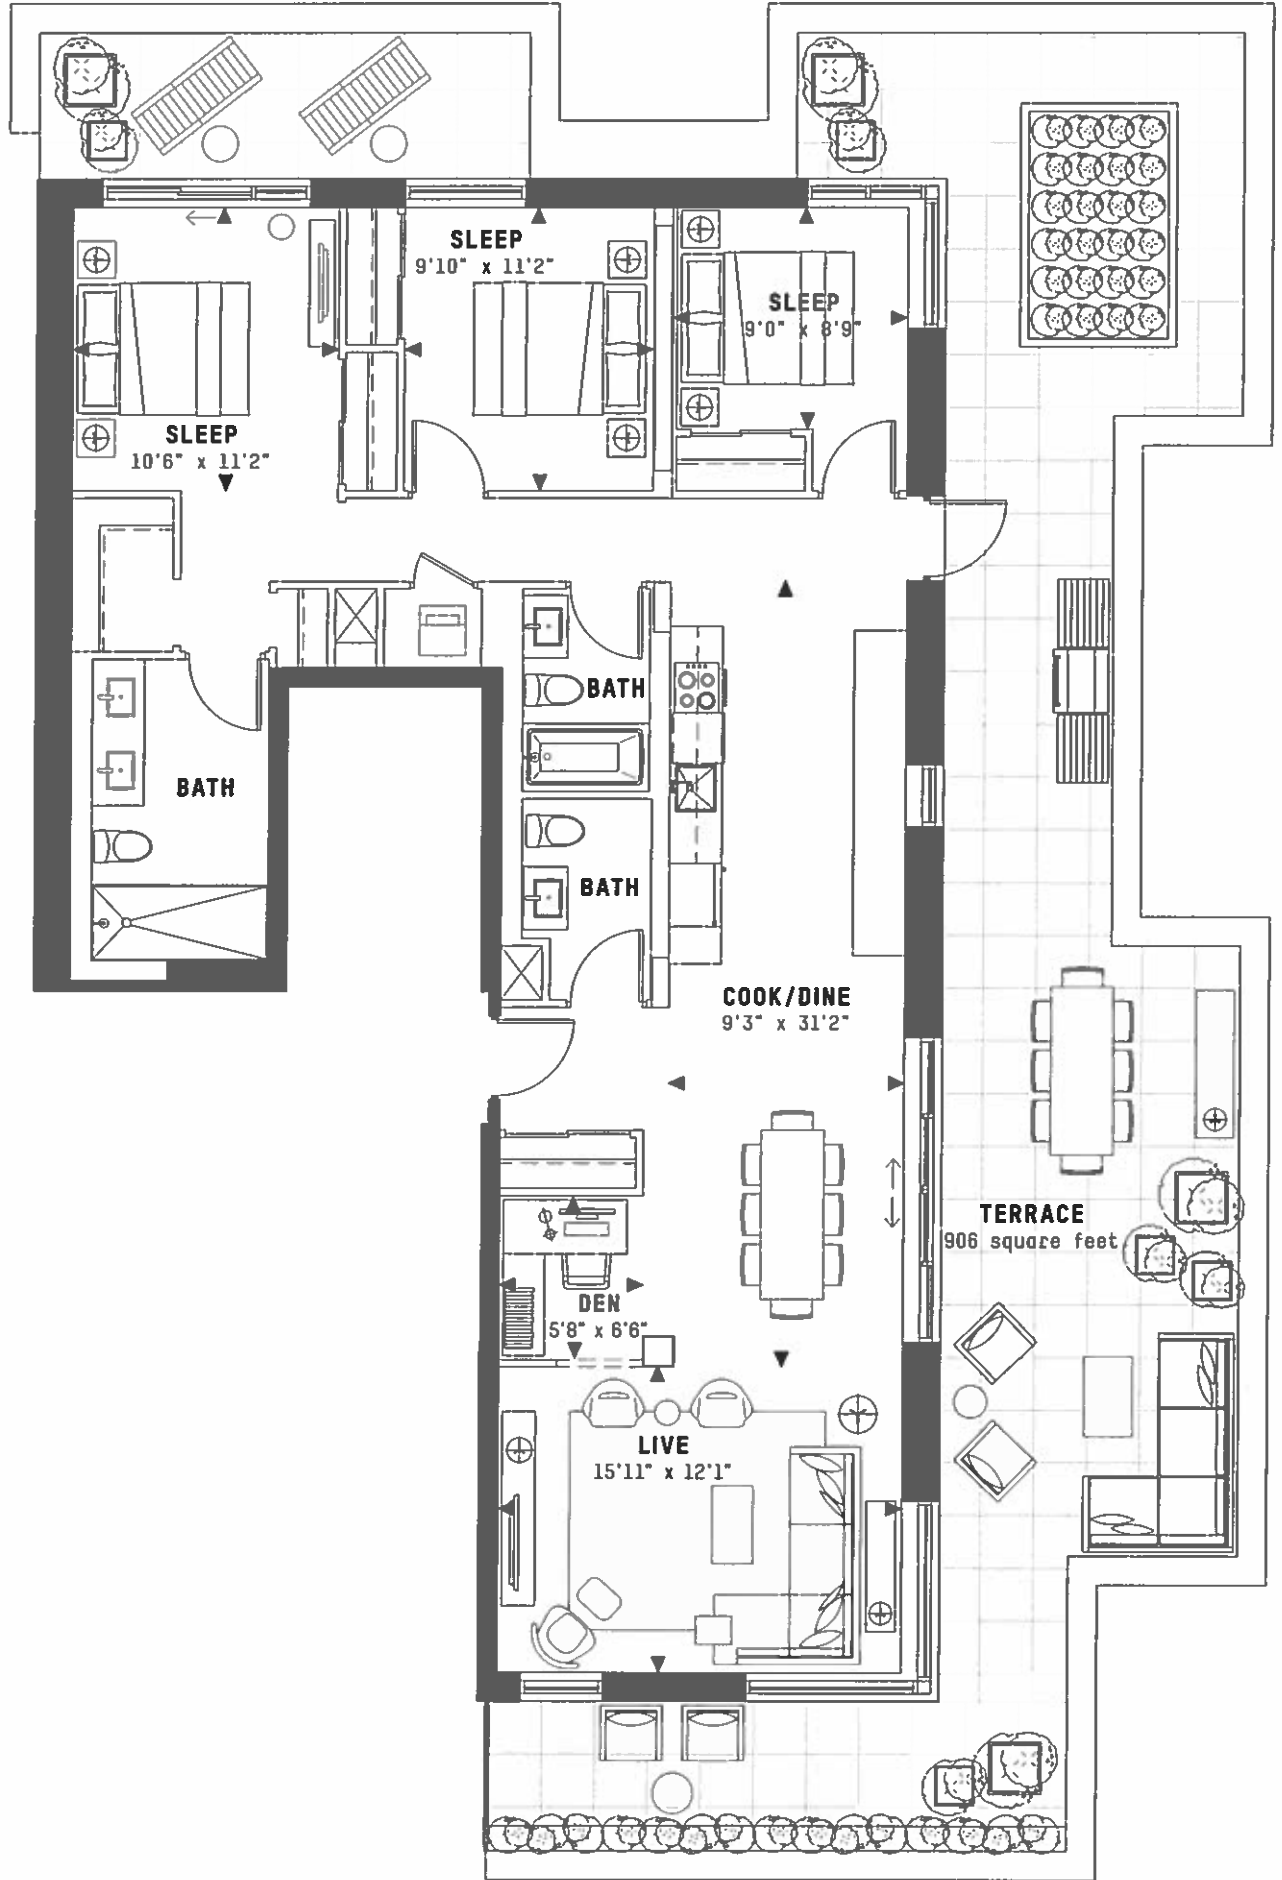 SLEEP
9'10" x 11'2"
SLEEP
9'0" x 8'9"
SLEEP
10'6" x 11'2"
BATH
BATH
BATH
COOK/DINE
9'3" x 31'2"
TERRACE
906 square feet
DEN
5'8" x 6'6"
LIVE
15'11" x 12'1"